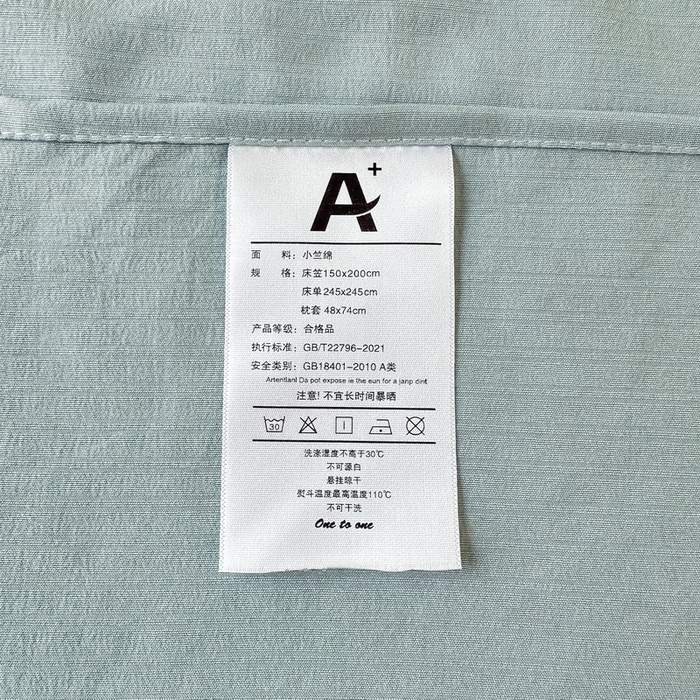 A+
面 料：小竺绵
规 格：床笠150x200cm
床单245x245cm
枕套 48x74cm
产品等级：合格品
执行标准：GB/T22796-2021
安全类别：GB18401-2010 A类
Artentlanl Da pot expose ie the eun for a janp dint
注意! 不宜长时间暴晒
30
洗涤湿度不高于30℃
不可源白
悬挂晾干
熨斗温度最高温度110℃
不可干洗
One to one